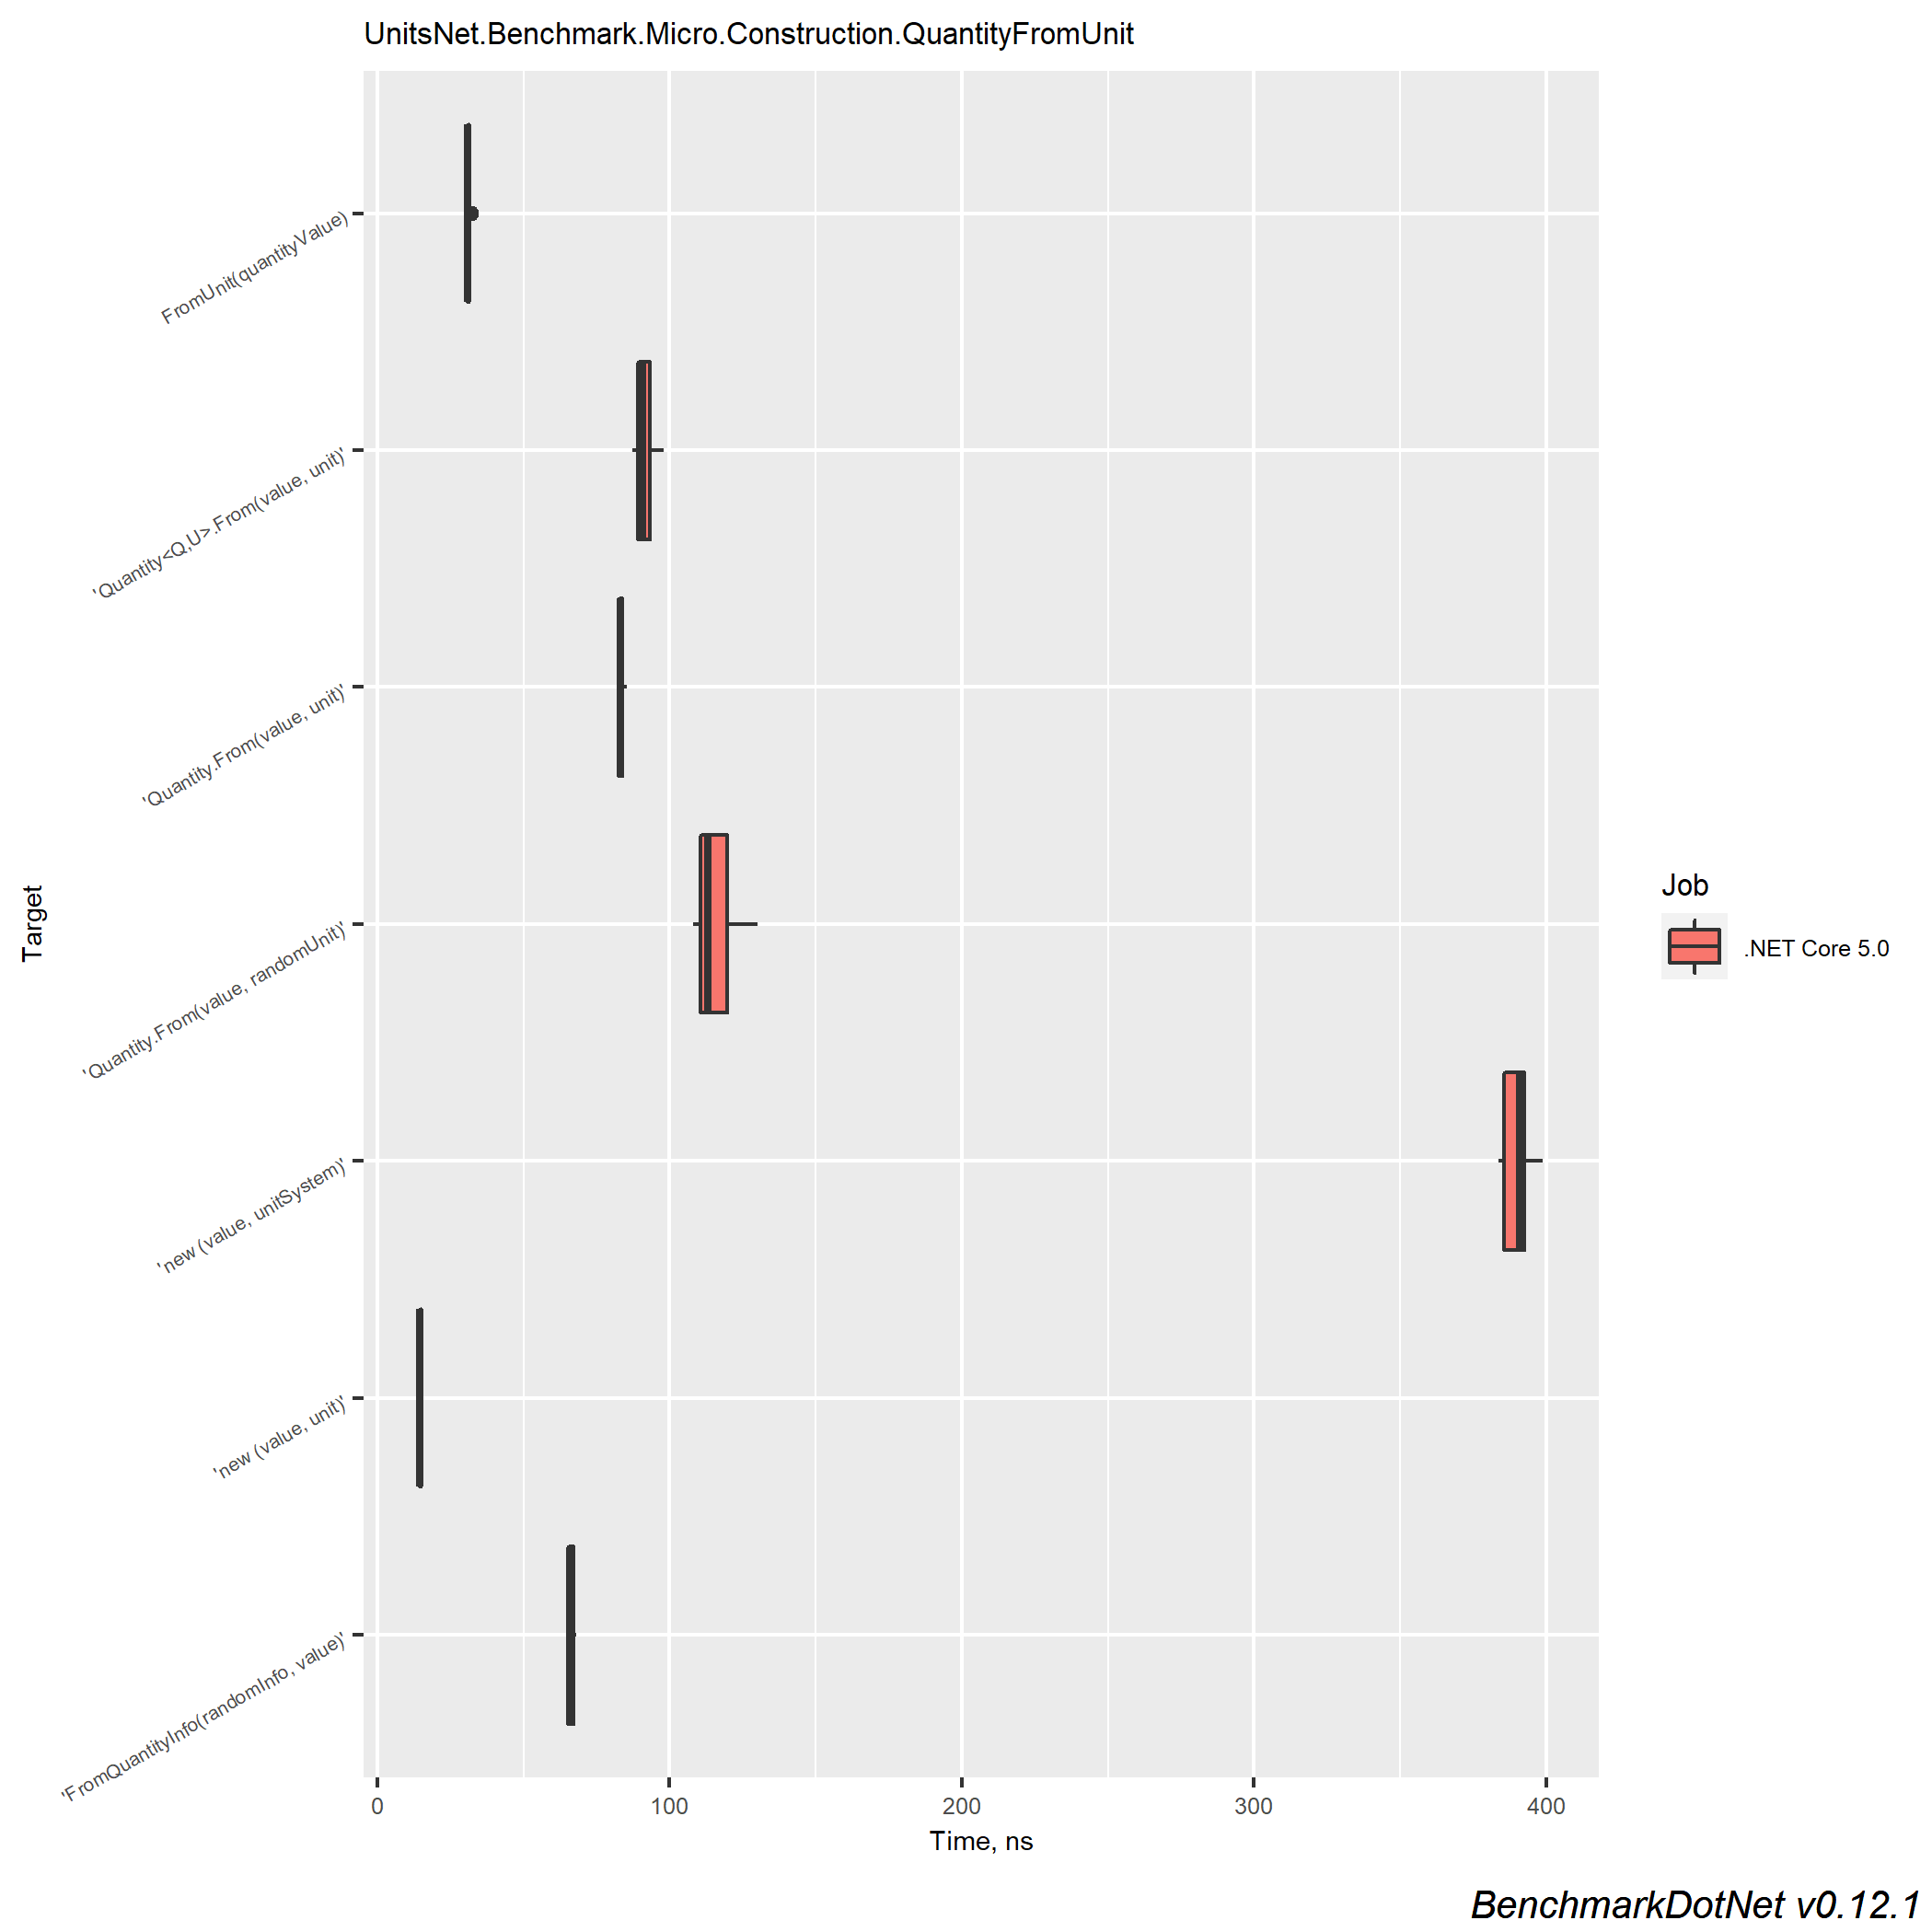 UnitsNet.Benchmark.Micro.Construction.QuantityFromUnit
FromUnit(quantityValue)
'Quantity<Q,U>.From(value, unit)'
'Quantity.From(value, unit)'
'Quantity.From(value, randomUnit)'
'new (value, unitSystem)'
'new (value, unit)'
'FromQuantityInfo(randomInfo, value)'
Target
0 100 200 300 400
Time, ns
Job
.NET Core 5.0
BenchmarkDotNet v0.12.1